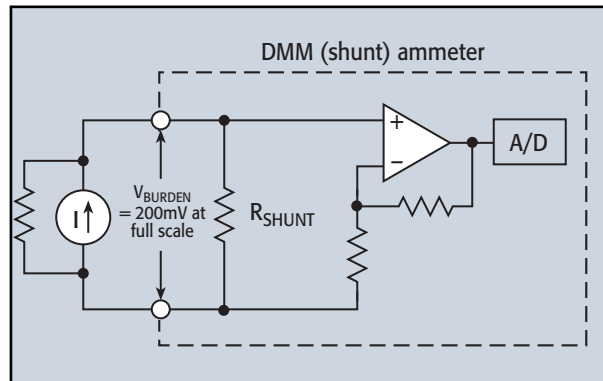 DMM (shunt) ammeter
+
−
A/D
I
VBURDEN
= 200mV at
full scale
RSHUNT